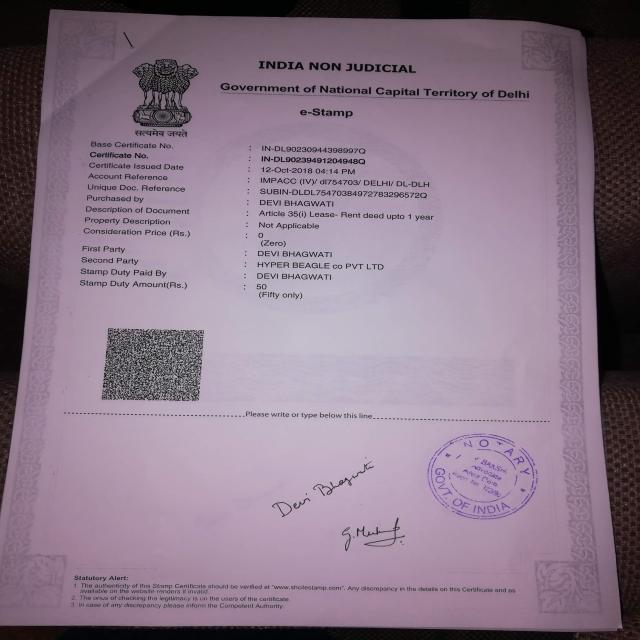 INDIA NON JUDICIAL
Government of National Capital Territory of Delhi
e-Stamp
सत्यमेव जयते
Base Certificate No. : IN-DL90230944398997Q
Certificate No. : IN-DL90239491204948Q
Certificate Issued Date : 12-Oct-2018 04:14 PM
Account Reference : IMPACC (IV)/ dl754703/ DELHI/ DL-DLH
Unique Doc. Reference : SUBIN-DLDL75470384972783296572Q
Purchased by : DEVI BHAGWATI
Description of Document : Article 35(i) Lease- Rent deed upto 1 year
Property Description : Not Applicable
Consideration Price (Rs.) : 0
(Zero)
First Party : DEVI BHAGWATI
Second Party : HYPER BEAGLE co PVT LTD
Stamp Duty Paid By : DEVI BHAGWATI
Stamp Duty Amount(Rs.) : 50
(Fifty only)
Please write or type below this line
NOTARY
Advocate
GOVT. OF INDIA
Devi Bhagwati
Statutory Alert:
1. The authenticity of this Stamp Certificate should be verified at "www.shcilestamp.com". Any discrepancy in the details on this Certificate and as
available on the website renders it invalid.
2. The onus of checking the legitimacy is on the users of the certificate.
3. In case of any discrepancy please inform the Competent Authority.